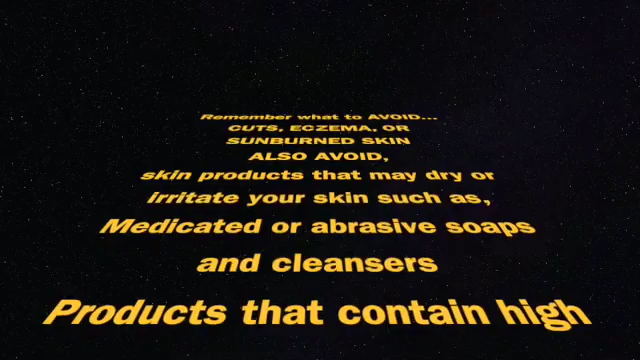 Remember what to AVOID...
CUTS, ECZEMA, OR
SUNBURNED SKIN
ALSO AVOID,
skin products that may dry or
irritate your skin such as,
Medicated or abrasive soaps
and cleansers
Products that contain high